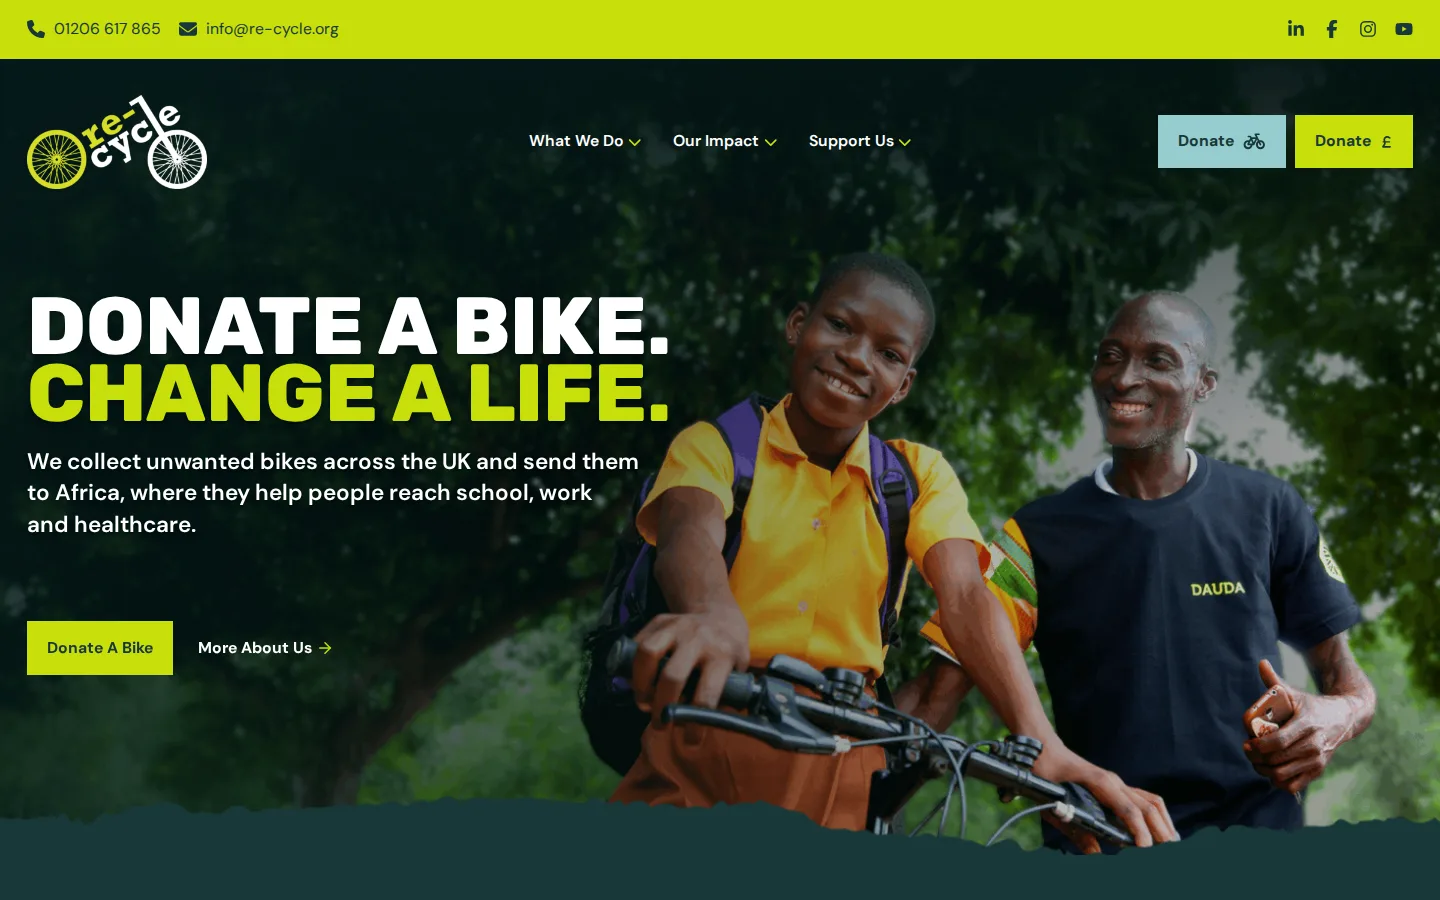 01206 617 865
info@re-cycle.org
re-
cycle
What We Do
Our Impact
Support Us
Donate
Donate £
DONATE A BIKE.
CHANGE A LIFE.
We collect unwanted bikes across the UK and send them
to Africa, where they help people reach school, work
and healthcare.
DAUDA
Donate A Bike
More About Us